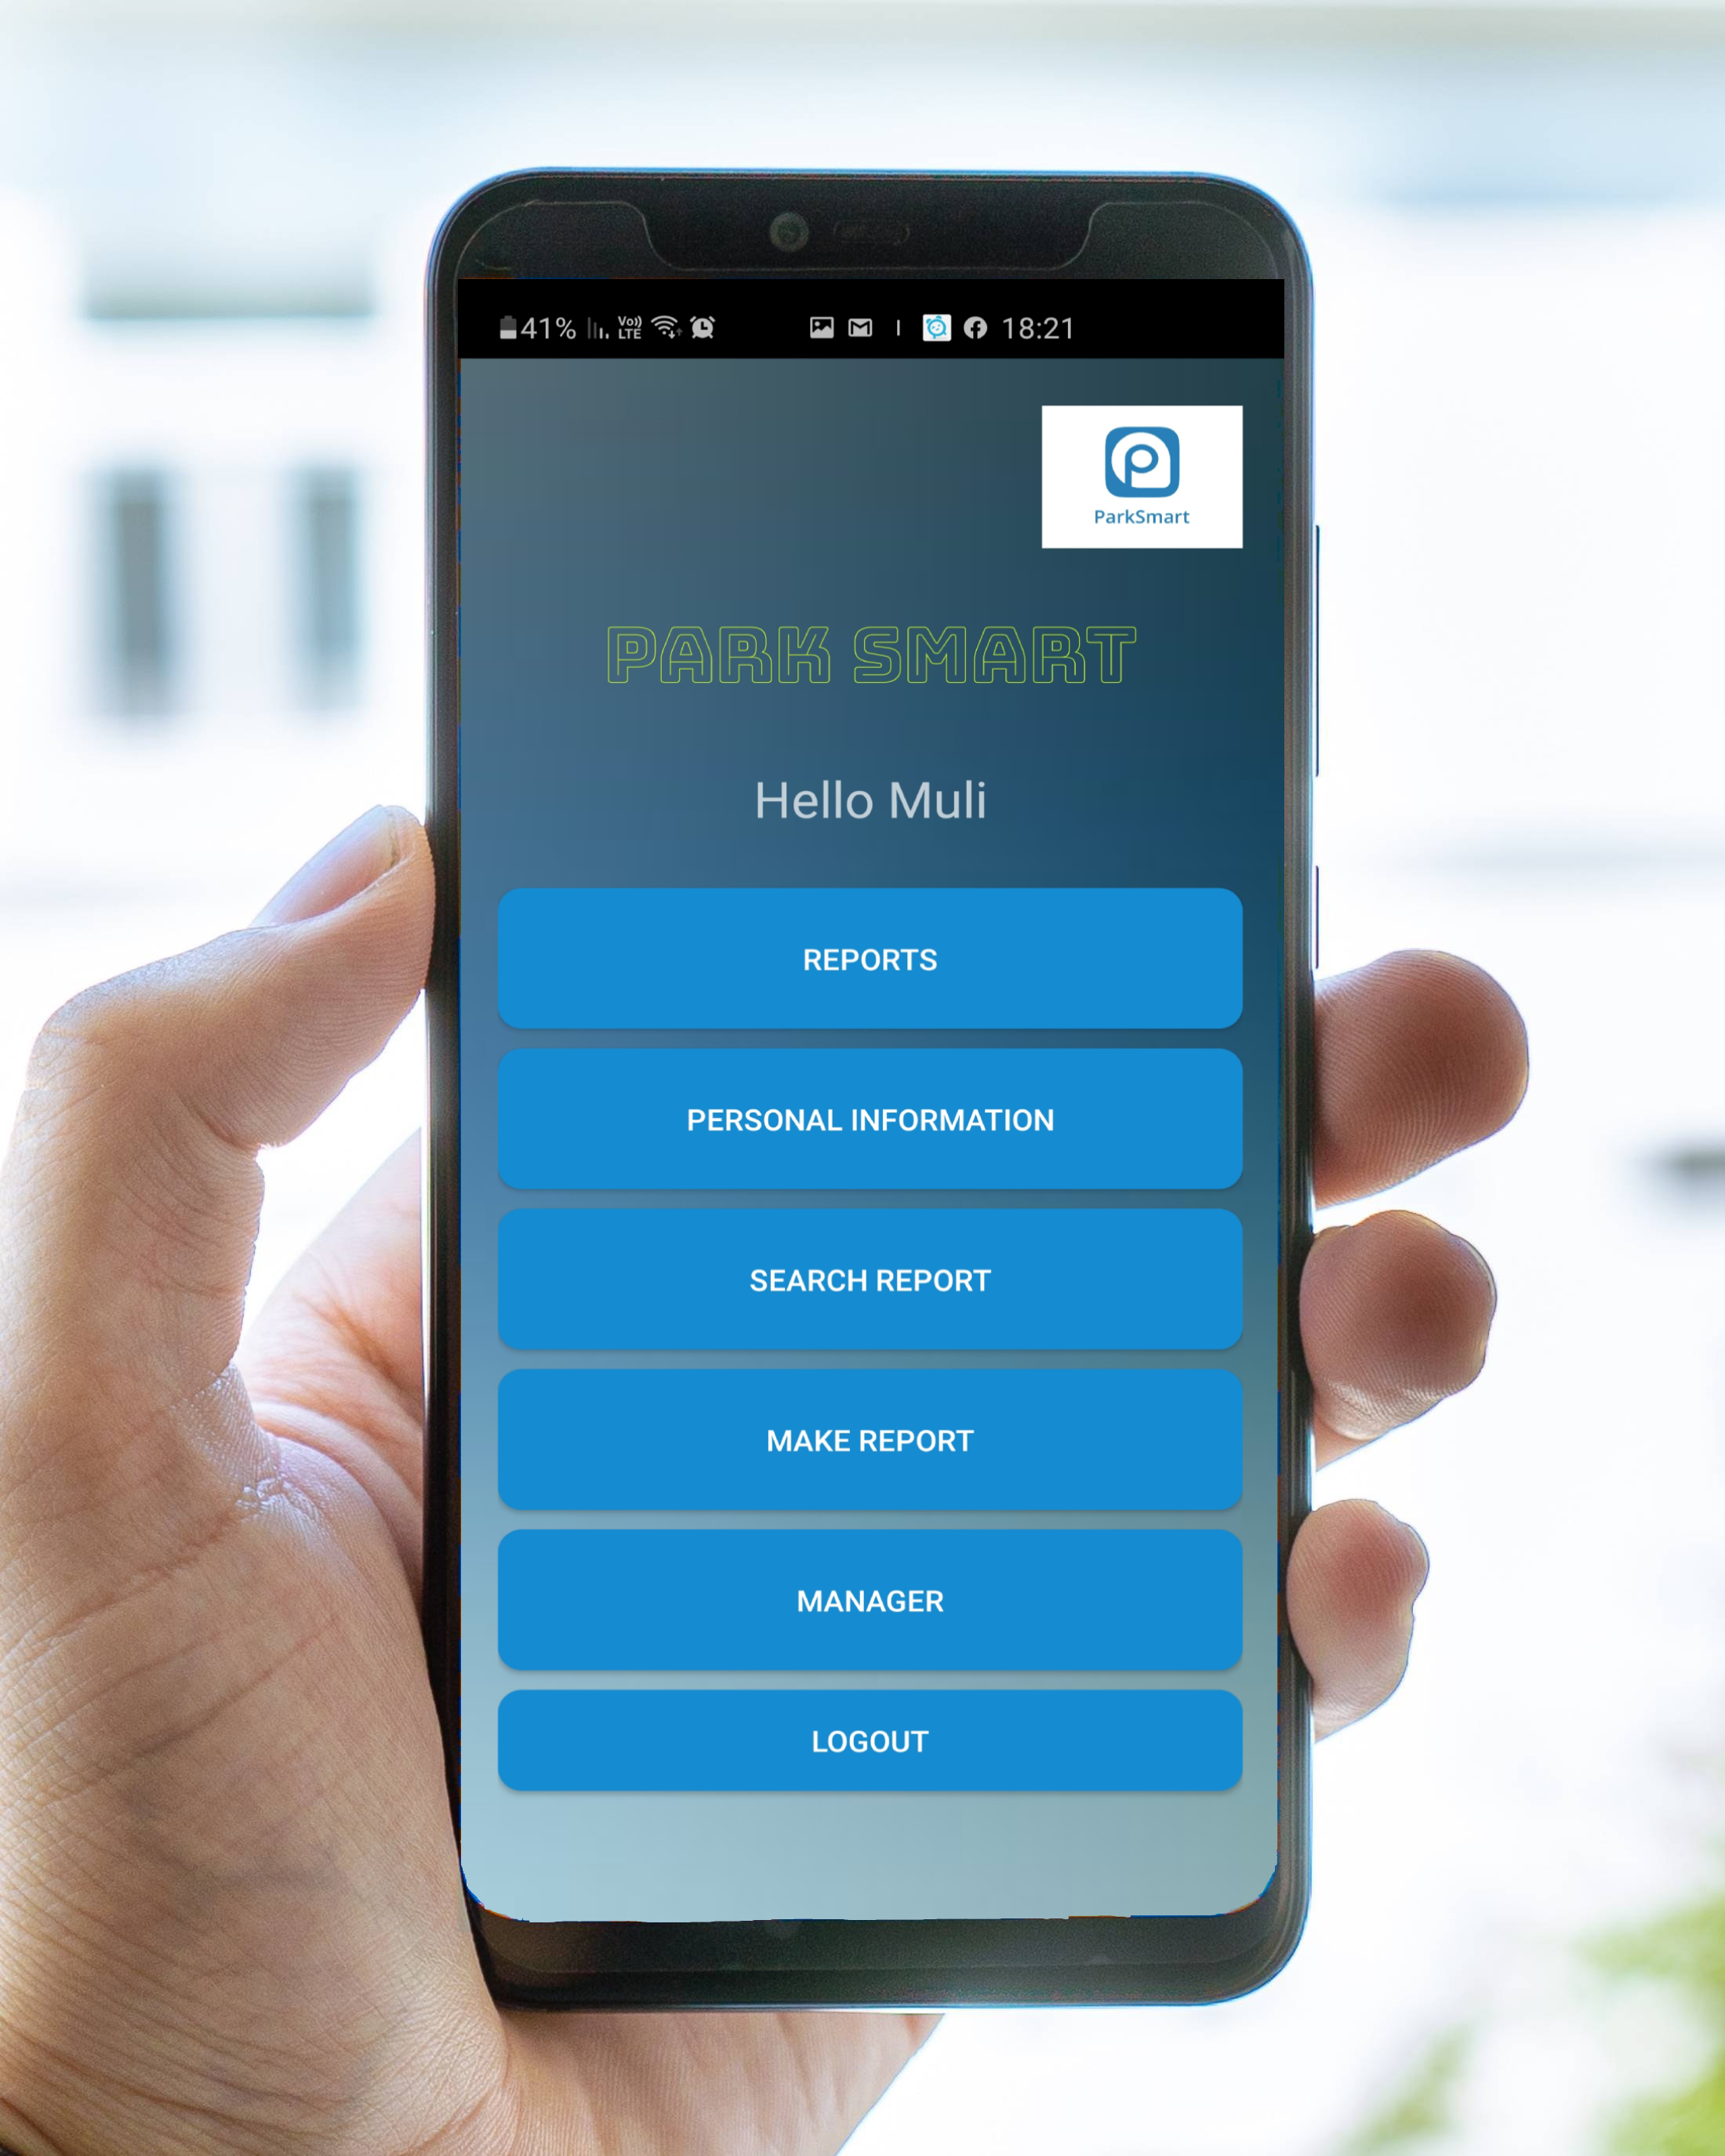 41% Vo)) LTE 18:21
ParkSmart
PARK SMART
Hello Muli
REPORTS
PERSONAL INFORMATION
SEARCH REPORT
MAKE REPORT
MANAGER
LOGOUT